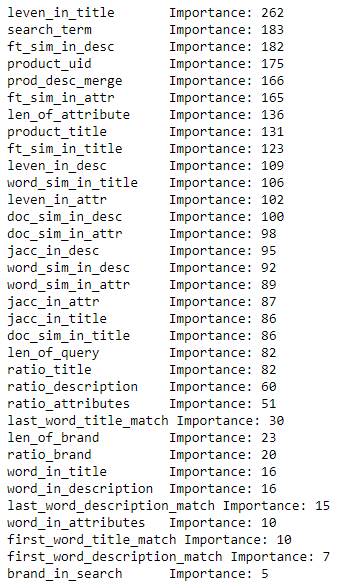 leven_in_title Importance: 262
search_term Importance: 183
ft_sim_in_desc Importance: 182
product_uid Importance: 175
prod_desc_merge Importance: 166
ft_sim_in_attr Importance: 165
len_of_attribute Importance: 136
product_title Importance: 131
ft_sim_in_title Importance: 123
leven_in_desc Importance: 109
word_sim_in_title Importance: 106
leven_in_attr Importance: 102
doc_sim_in_desc Importance: 100
doc_sim_in_attr Importance: 98
jacc_in_desc Importance: 95
word_sim_in_desc Importance: 92
word_sim_in_attr Importance: 89
jacc_in_attr Importance: 87
jacc_in_title Importance: 86
doc_sim_in_title Importance: 86
len_of_query Importance: 82
ratio_title Importance: 82
ratio_description Importance: 60
ratio_attributes Importance: 51
last_word_title_match Importance: 30
len_of_brand Importance: 23
ratio_brand Importance: 20
word_in_title Importance: 16
word_in_description Importance: 16
last_word_description_match Importance: 15
word_in_attributes Importance: 10
first_word_title_match Importance: 10
first_word_description_match Importance: 7
brand_in_search Importance: 5